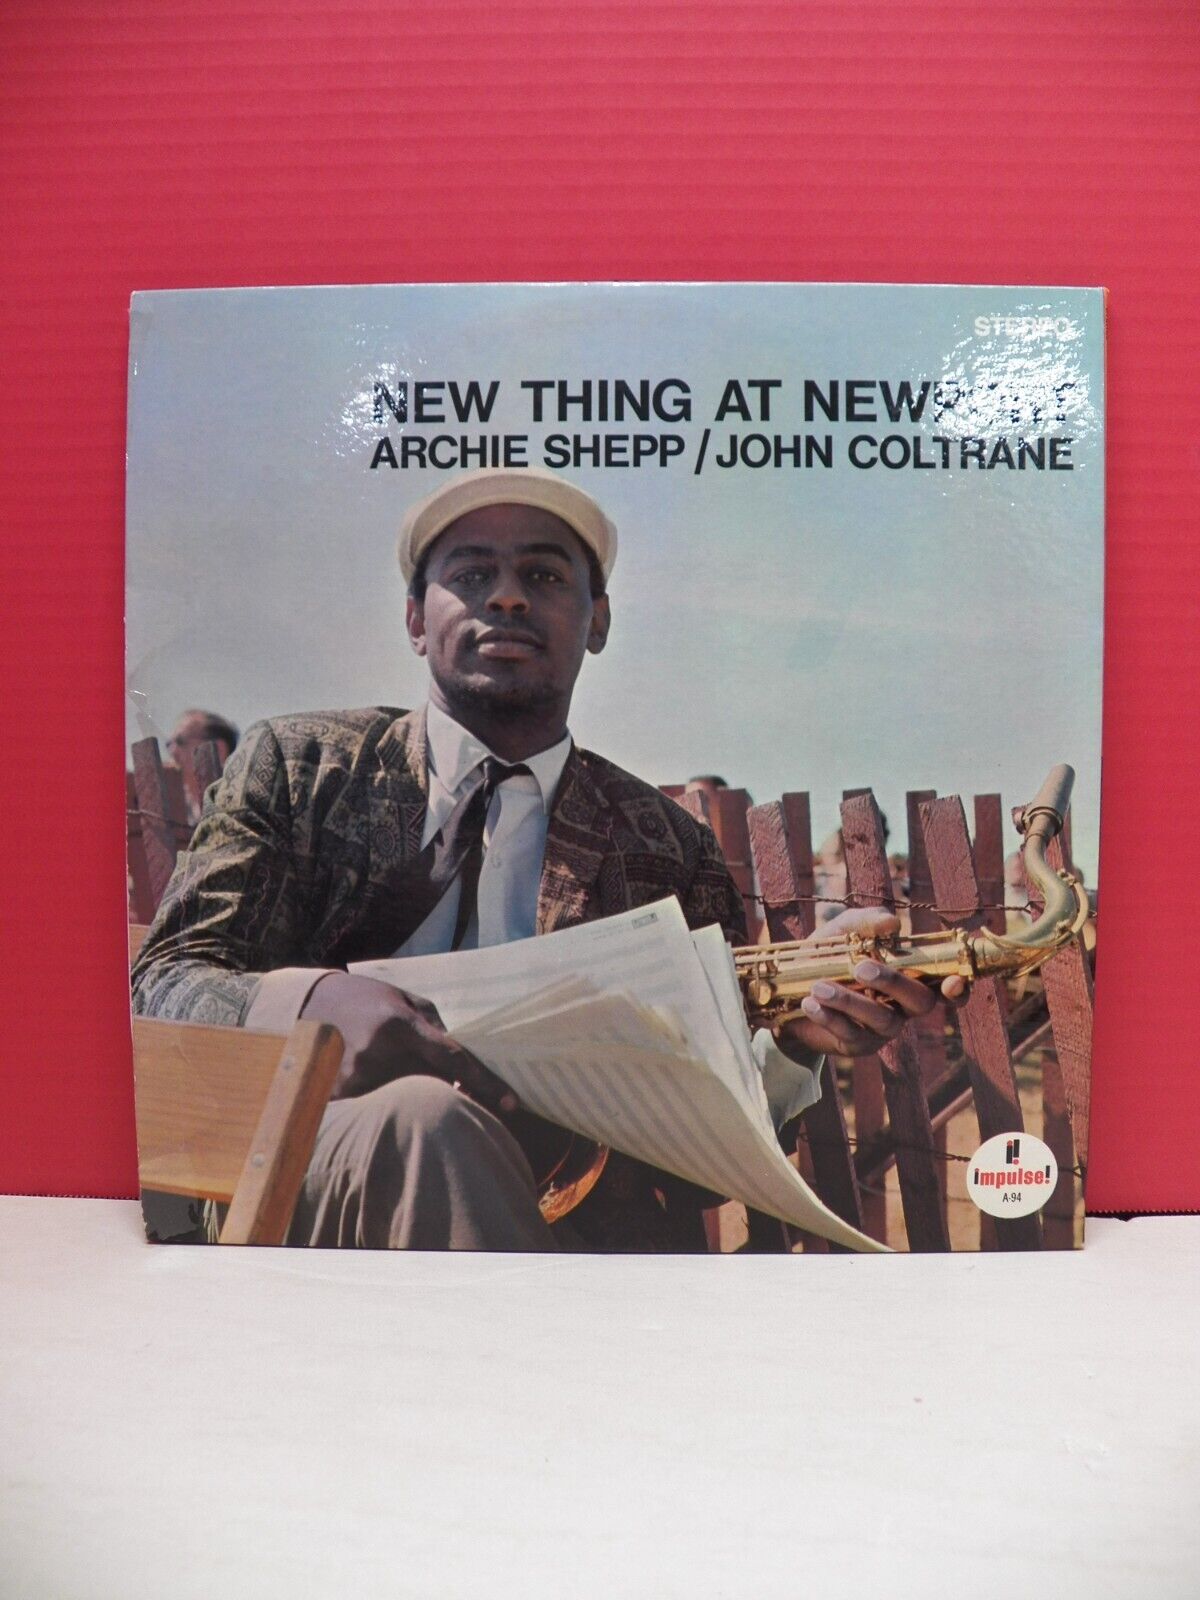 STEREO
NEW THING AT NEWPORT
ARCHIE SHEPP/JOHN COLTRANE
impulse!
A-94